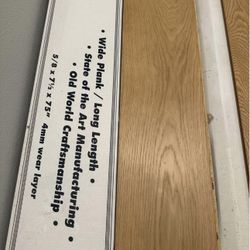 • Wide Plank / Long Length •
• State of the Art Manufacturing •
• Old World Craftsmanship •
5/8 x 7½ x 75" 4mm wear layer